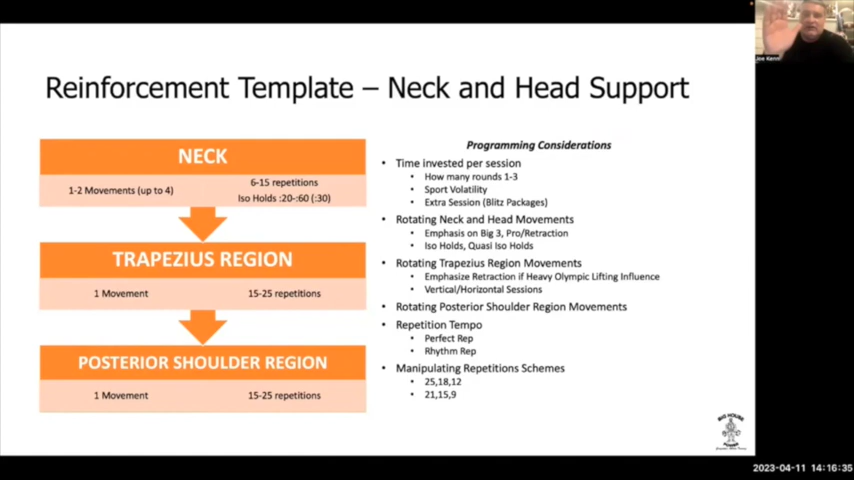 Reinforcement Template – Neck and Head Support
NECK
1-2 Movements (up to 4)
6-15 repetitions
Iso Holds :20-:60 (:30)
TRAPEZIUS REGION
1 Movement
15-25 repetitions
POSTERIOR SHOULDER REGION
1 Movement
15-25 repetitions
Programming Considerations
• Time invested per session
• How many rounds 1-3
• Sport Volatility
• Extra Session (Blitz Packages)
• Rotating Neck and Head Movements
• Emphasis on Big 3, Pro/Retraction
• Iso Holds, Quasi Iso Holds
• Rotating Trapezius Region Movements
• Emphasize Retraction if Heavy Olympic Lifting Influence
• Vertical/Horizontal Sessions
• Rotating Posterior Shoulder Region Movements
• Repetition Tempo
• Perfect Rep
• Rhythm Rep
• Manipulating Repetitions Schemes
• 25,18,12
• 21,15,9
Joe Kenn
2023-04-11 14:16:35